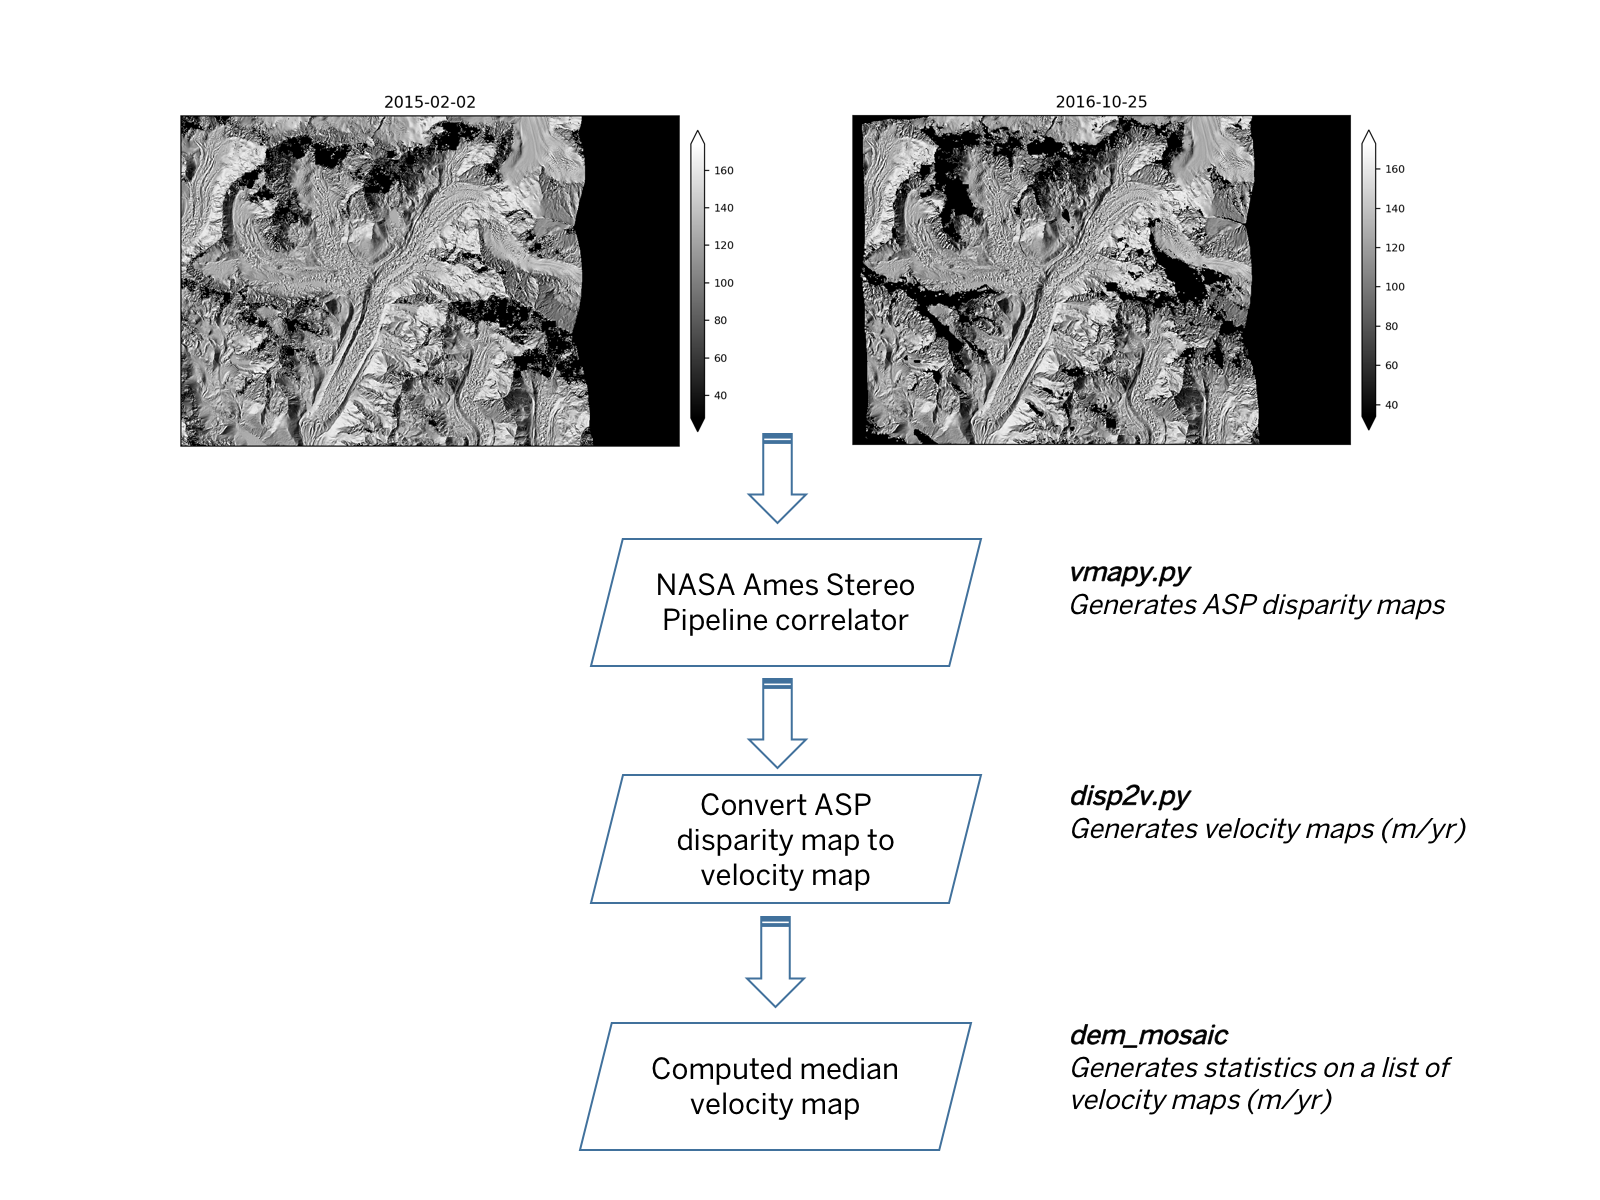 2015-02-02
160
140
120
100
80
60
40
2016-10-25
160
140
120
100
80
60
40
NASA Ames Stereo
Pipeline correlator
vmapy.py
Generates ASP disparity maps
Convert ASP
disparity map to
velocity map
disp2v.py
Generates velocity maps (m/yr)
Computed median
velocity map
dem_mosaic
Generates statistics on a list of
velocity maps (m/yr)